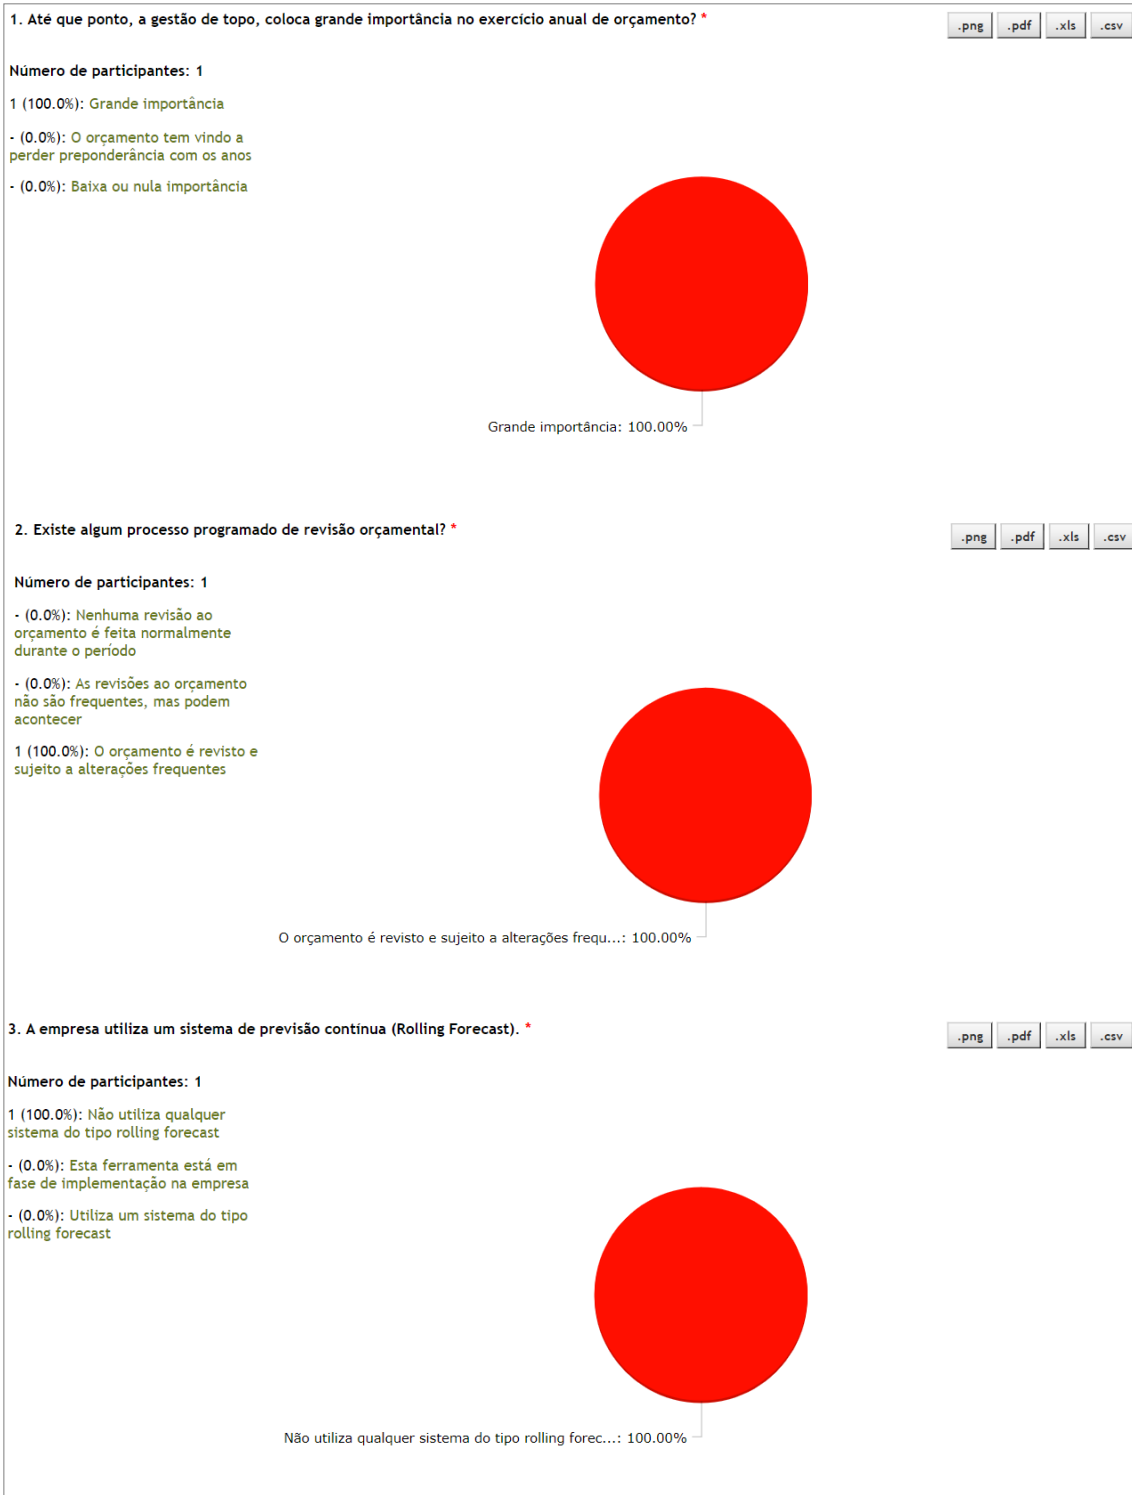 1. Até que ponto, a gestão de topo, coloca grande importância no exercício anual de orçamento? *
.png .pdf .xls .csv
Número de participantes: 1
1 (100.0%): Grande importância
- (0.0%): O orçamento tem vindo a
perder preponderância com os anos
- (0.0%): Baixa ou nula importância
Grande importância: 100.00%
2. Existe algum processo programado de revisão orçamental? *
.png .pdf .xls .csv
Número de participantes: 1
- (0.0%): Nenhuma revisão ao
orçamento é feita normalmente
durante o período
- (0.0%): As revisões ao orçamento
não são frequentes, mas podem
acontecer
1 (100.0%): O orçamento é revisto e
sujeito a alterações frequentes
O orçamento é revisto e sujeito a alterações frequ...: 100.00%
3. A empresa utiliza um sistema de previsão contínua (Rolling Forecast). *
.png .pdf .xls .csv
Número de participantes: 1
1 (100.0%): Não utiliza qualquer
sistema do tipo rolling forecast
- (0.0%): Esta ferramenta está em
fase de implementação na empresa
- (0.0%): Utiliza um sistema do tipo
rolling forecast
Não utiliza qualquer sistema do tipo rolling forec...: 100.00%